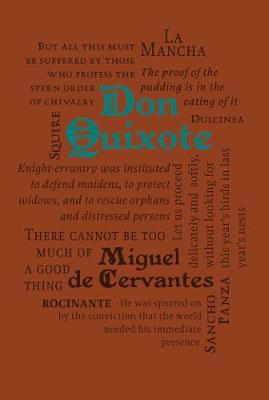 La
Mancha
But all this must
be suffered by those
who profess the
stern order
of chivalry
The proof of the
pudding is in the
eating of it
Squire
Don
Quixote
Dulcinea
Knight-errantry was instituted
to defend maidens, to protect
widows, and to rescue orphans
and distressed persons
Let us proceed
delicately and softly,
without looking for
this year's birds in last
year's nests
There cannot be too
much of
a good
thing
Miguel
de Cervantes
Rocinante
He was spurred on
by the conviction that the world
needed his immediate
presence
Sancho
Panza